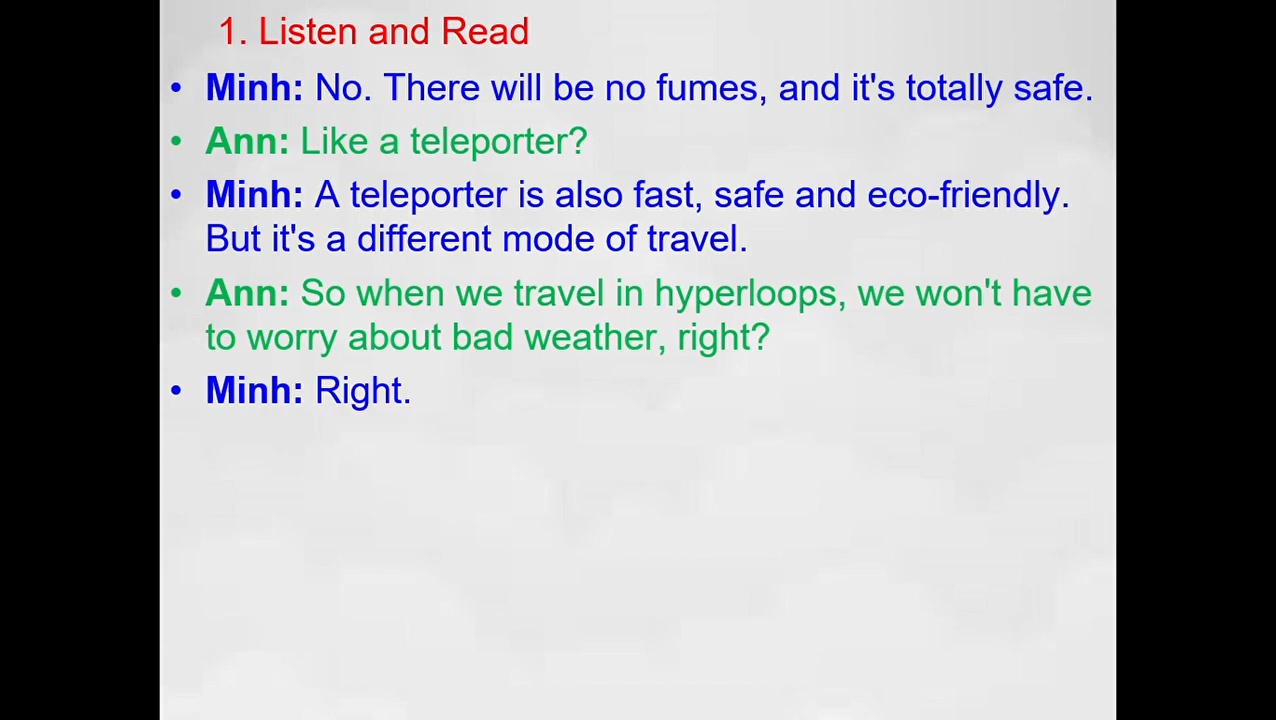 1. Listen and Read
• Minh: No. There will be no fumes, and it's totally safe.
• Ann: Like a teleporter?
• Minh: A teleporter is also fast, safe and eco-friendly.
But it's a different mode of travel.
• Ann: So when we travel in hyperloops, we won't have
to worry about bad weather, right?
• Minh: Right.